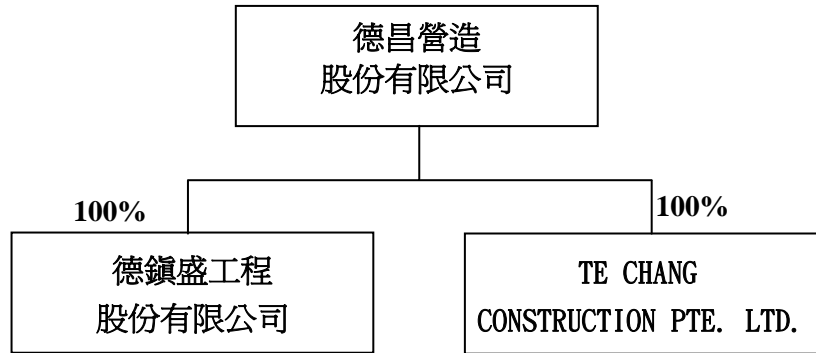 德昌營造
股份有限公司
100%
100%
德鎮盛工程
股份有限公司
TE CHANG
CONSTRUCTION PTE. LTD.